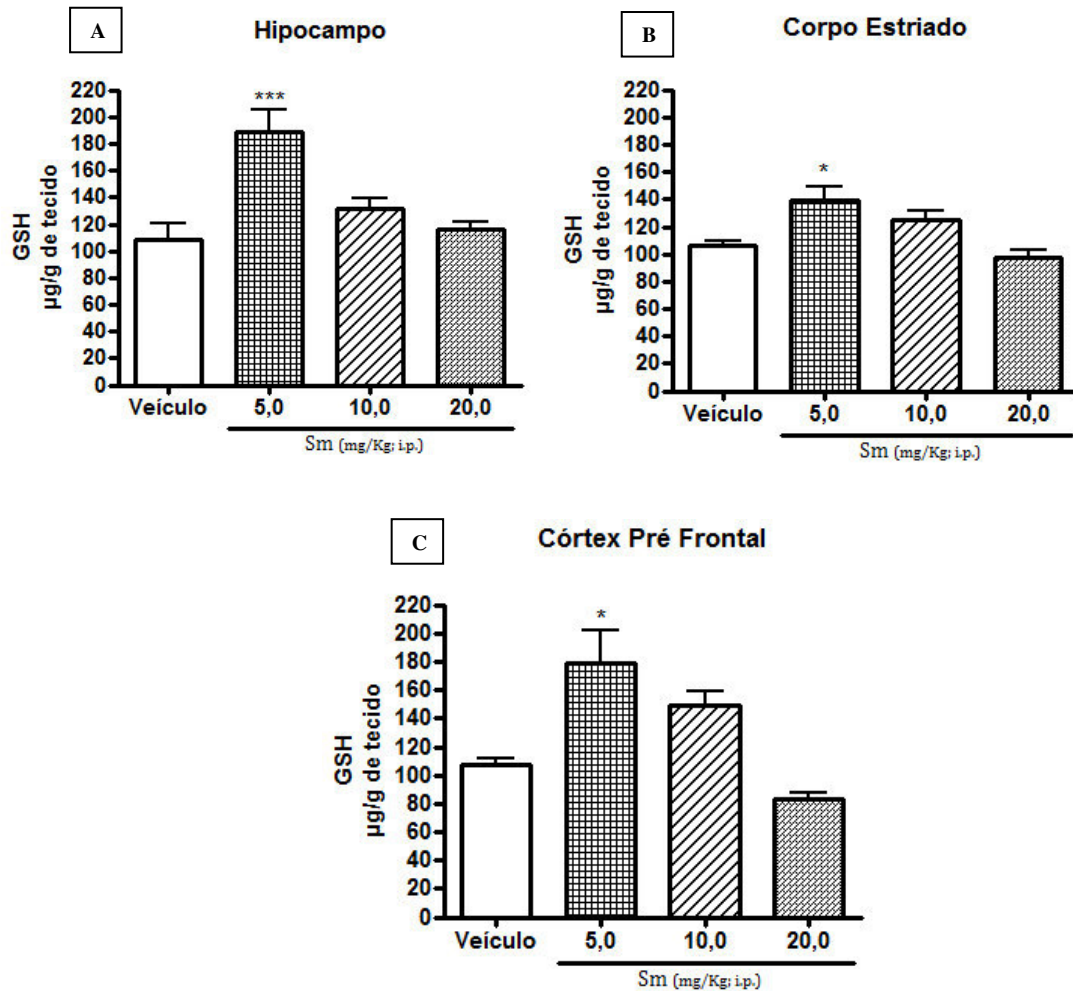 A
Hipocampo
***
220
200
180
160
140
120
100
80
60
40
20
0
GSH
µg/g de tecido
Veículo 5,0 10,0 20,0
Sm (mg/Kg; i.p.)
B
Corpo Estriado
*
220
200
180
160
140
120
100
80
60
40
20
0
GSH
µg/g de tecido
Veículo 5,0 10,0 20,0
Sm (mg/Kg; i.p.)
C
Córtex Pré Frontal
*
220
200
180
160
140
120
100
80
60
40
20
0
GSH
µg/g de tecido
Veículo 5,0 10,0 20,0
Sm (mg/Kg; i.p.)